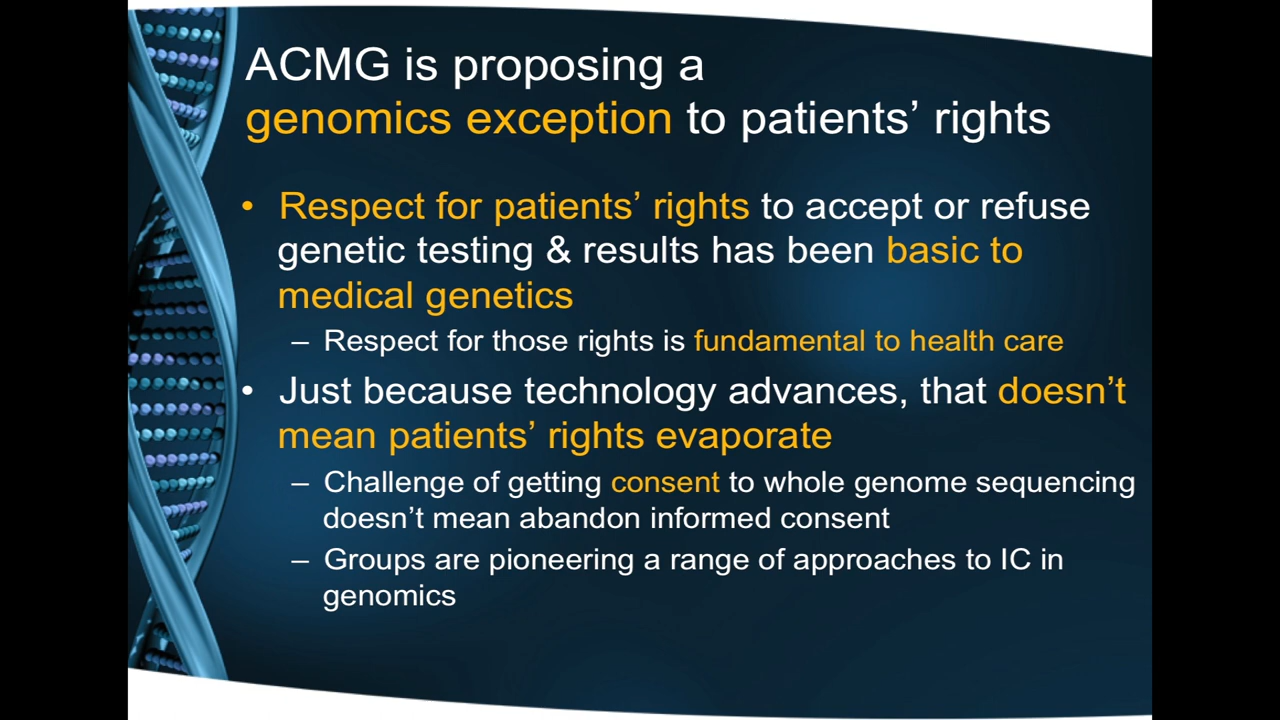 ACMG is proposing a
genomics exception to patients’ rights
• Respect for patients’ rights to accept or refuse
genetic testing & results has been basic to
medical genetics
– Respect for those rights is fundamental to health care
• Just because technology advances, that doesn’t
mean patients’ rights evaporate
– Challenge of getting consent to whole genome sequencing
doesn’t mean abandon informed consent
– Groups are pioneering a range of approaches to IC in
genomics